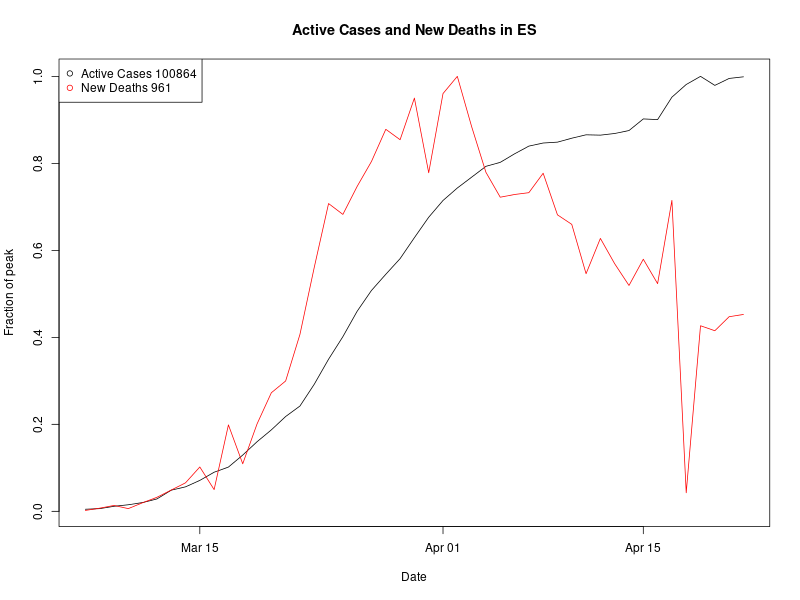 Active Cases and New Deaths in ES
Active Cases 100864
New Deaths 961
Fraction of peak
1.0
0.8
0.6
0.4
0.2
0.0
Mar 15
Apr 01
Apr 15
Date